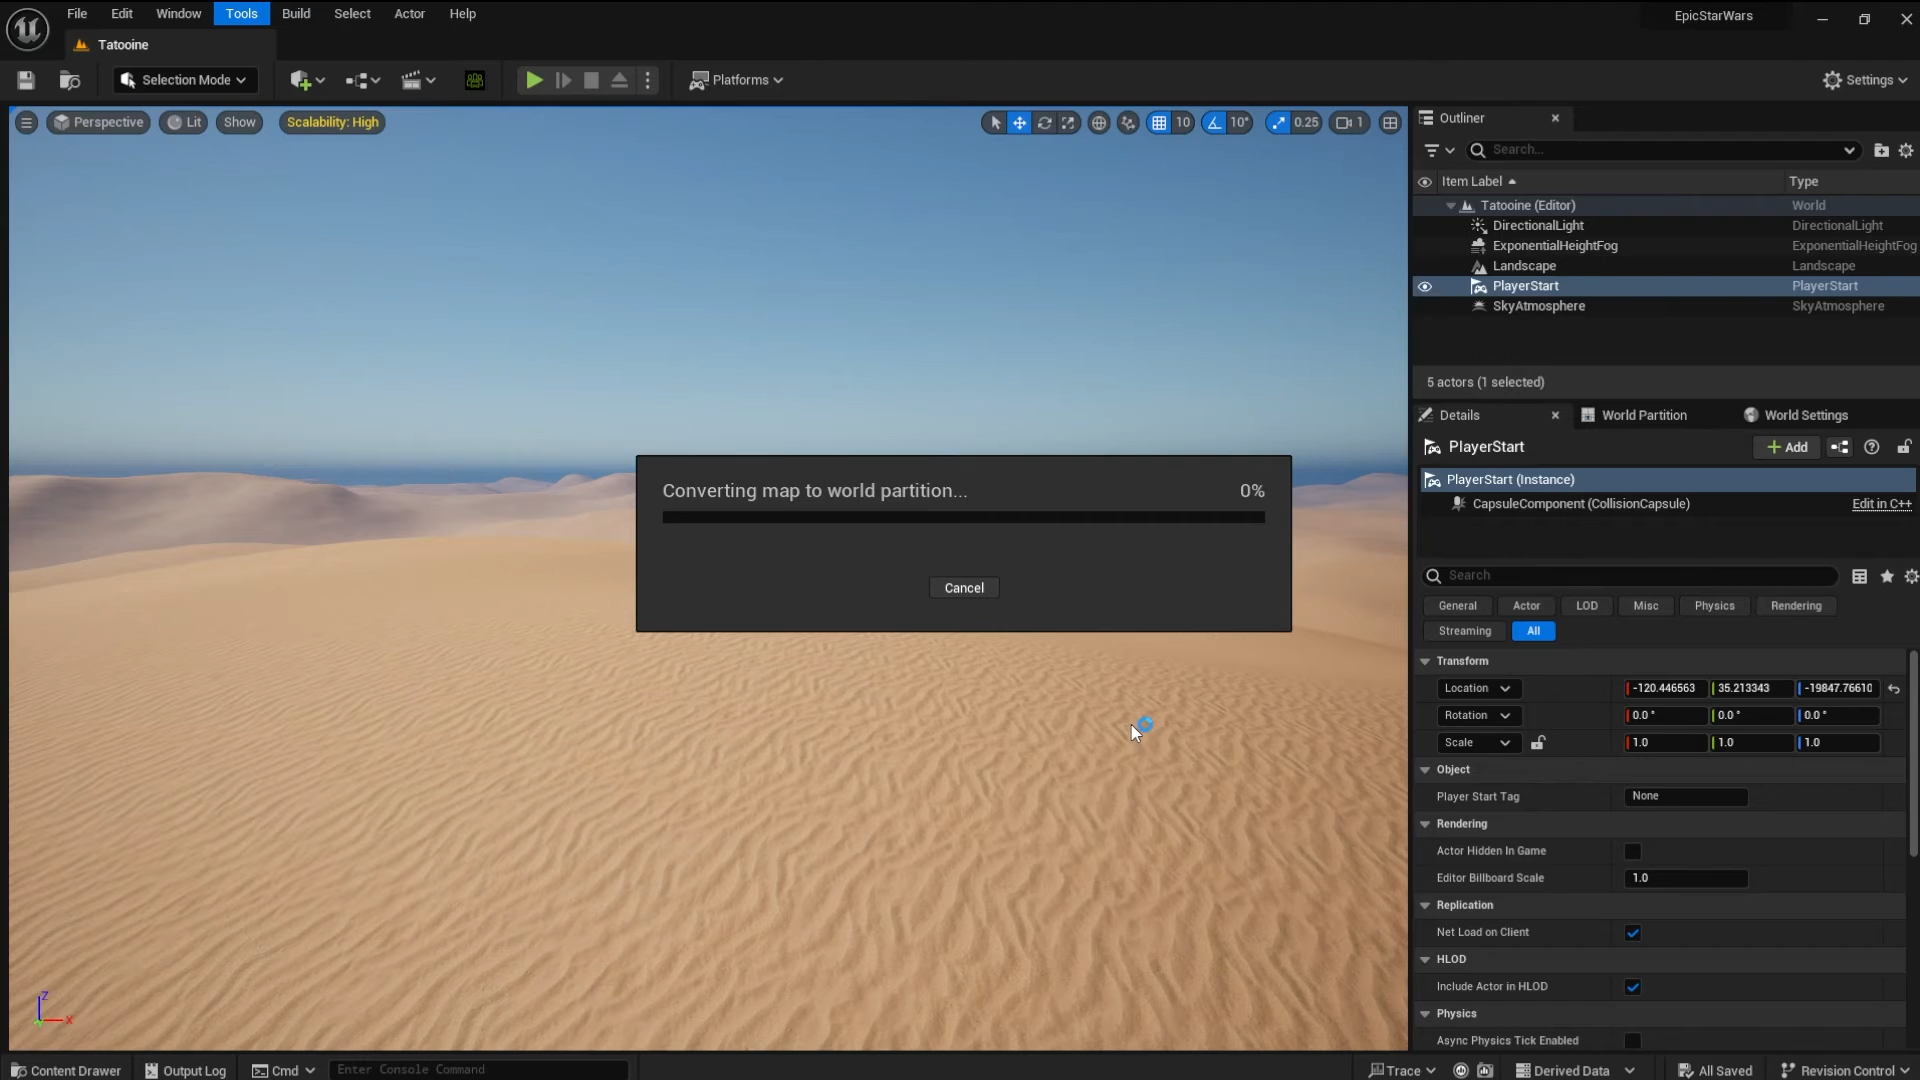 File Edit Window Tools Build Select Actor Help EpicStarWars
Tatooine
Selection Mode Platforms Settings
Perspective Lit Show Scalability: High 10 10° 0.25 1
Outliner
Search...
Item Label Type
Tatooine (Editor) World
DirectionalLight DirectionalLight
ExponentialHeightFog ExponentialHeightFog
Landscape Landscape
PlayerStart PlayerStart
SkyAtmosphere SkyAtmosphere
5 actors (1 selected)
Details World Partition World Settings
PlayerStart Add
PlayerStart (Instance)
CapsuleComponent (CollisionCapsule) Edit in C++
Search
General Actor LOD Misc Physics Rendering
Streaming All
Transform
Location -120.446563 35.213343 -19847.76610
Rotation 0.0 ° 0.0 ° 0.0 °
Scale 1.0 1.0 1.0
Object
Player Start Tag None
Rendering
Actor Hidden In Game
Editor Billboard Scale 1.0
Replication
Net Load on Client
HLOD
Include Actor in HLOD
Physics
Async Physics Tick Enabled
Converting map to world partition... 0%
Cancel
Z
X
Content Drawer Output Log Cmd Enter Console Command Trace Derived Data All Saved Revision Control